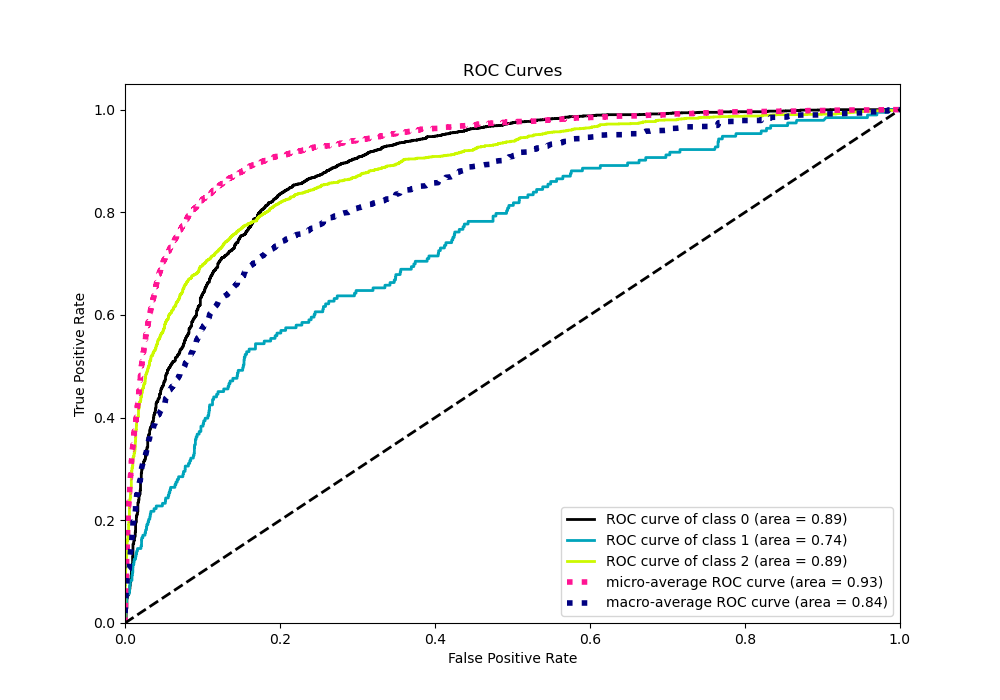 ROC Curves
True Positive Rate
1.0
0.8
0.6
0.4
0.2
0.0
0.0 0.2 0.4 0.6 0.8 1.0
False Positive Rate
ROC curve of class 0 (area = 0.89)
ROC curve of class 1 (area = 0.74)
ROC curve of class 2 (area = 0.89)
micro-average ROC curve (area = 0.93)
macro-average ROC curve (area = 0.84)